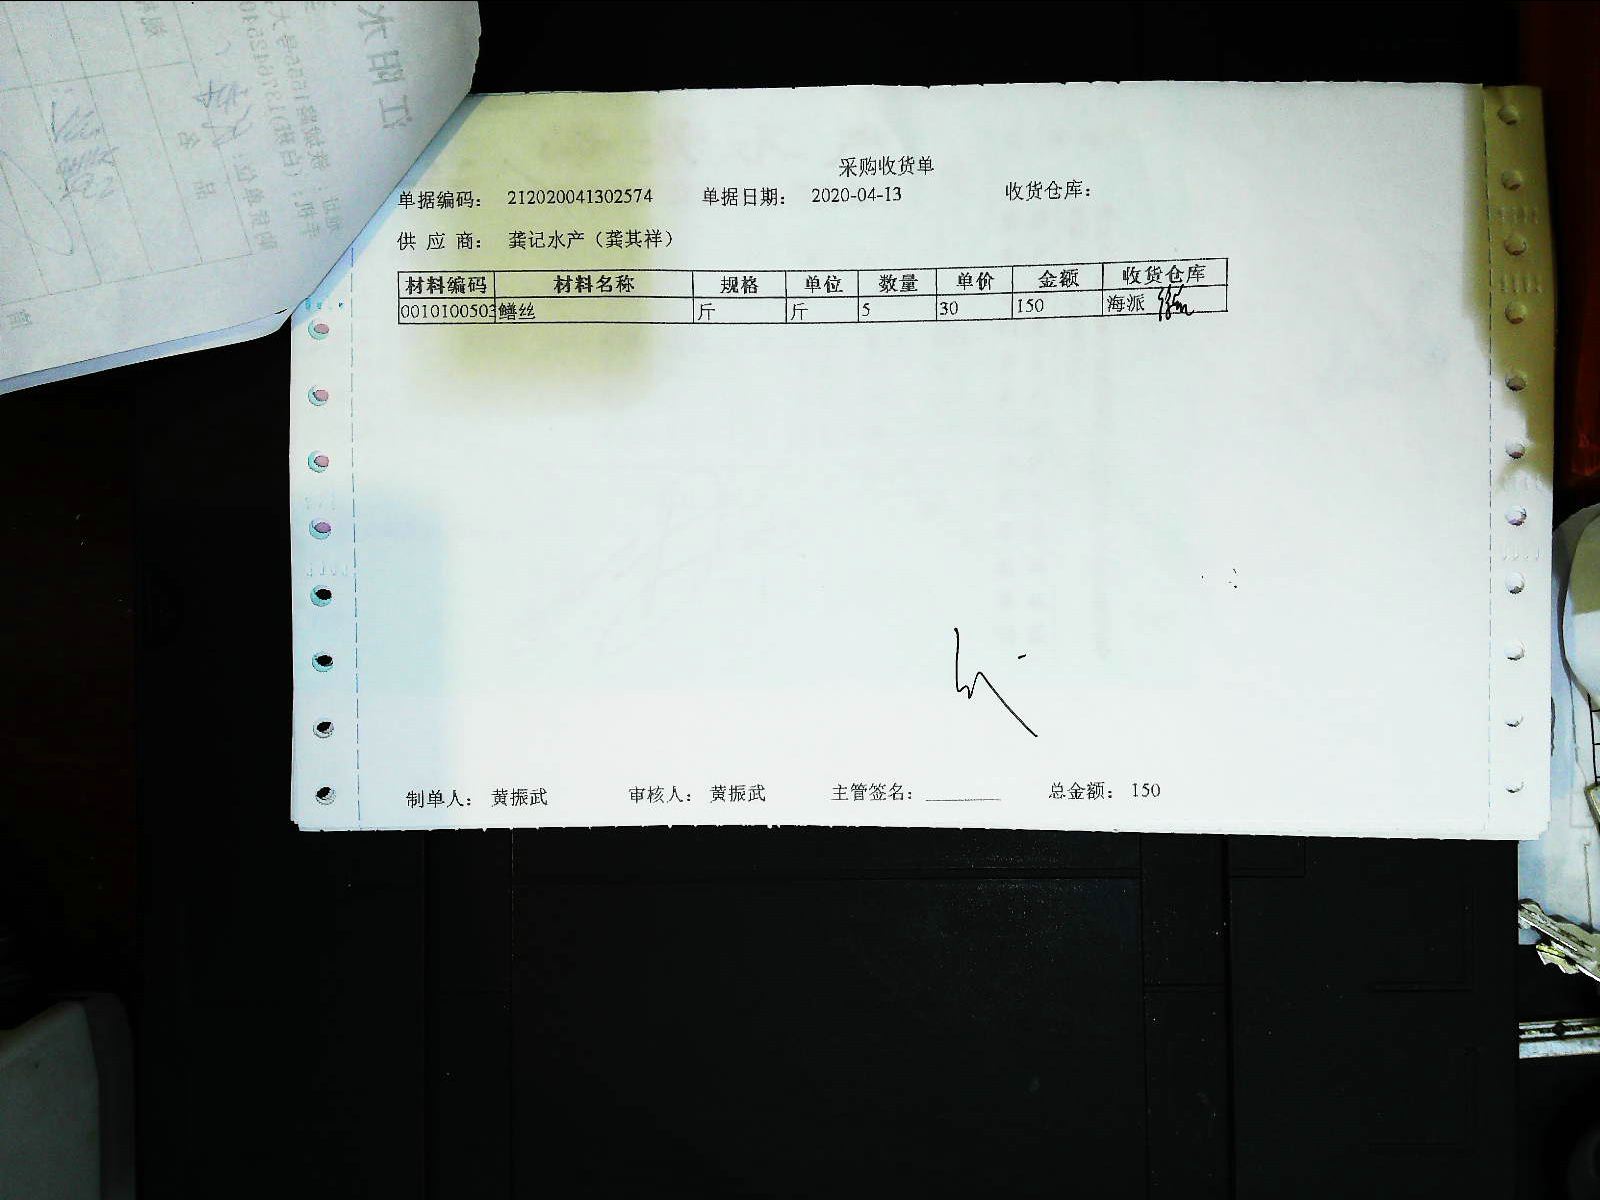 采购收货单
单据编码： 212020041302574 单据日期： 2020-04-13 收货仓库：
供 应 商： 龚记水产（龚其祥）
材料编码 材料名称 规格 单位 数量 单价 金额 收货仓库
0010100503 鳝丝 斤 斤 5 30 150 海派
制单人： 黄振武 审核人： 黄振武 主管签名： 总金额： 150